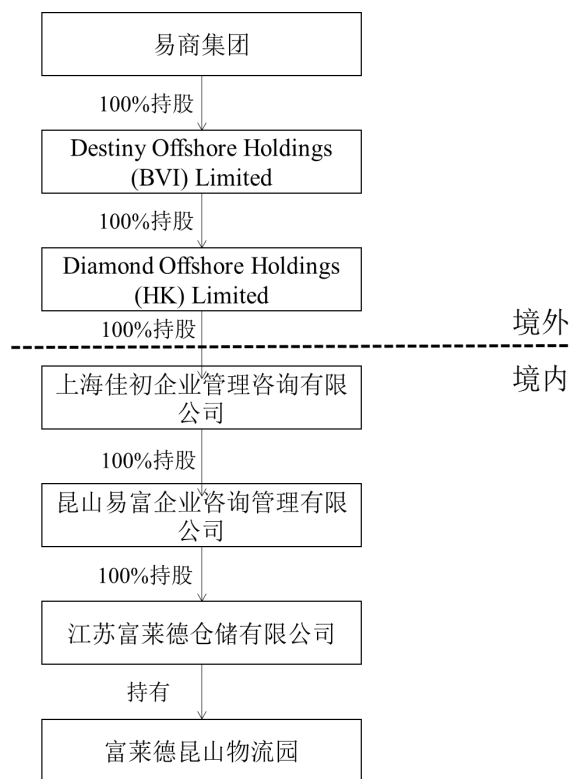 易商集团
100%持股
Destiny Offshore Holdings
(BVI) Limited
100%持股
Diamond Offshore Holdings
(HK) Limited
100%持股
境外
境内
上海佳初企业管理咨询有限
公司
100%持股
昆山易富企业咨询管理有限
公司
100%持股
江苏富莱德仓储有限公司
持有
富莱德昆山物流园